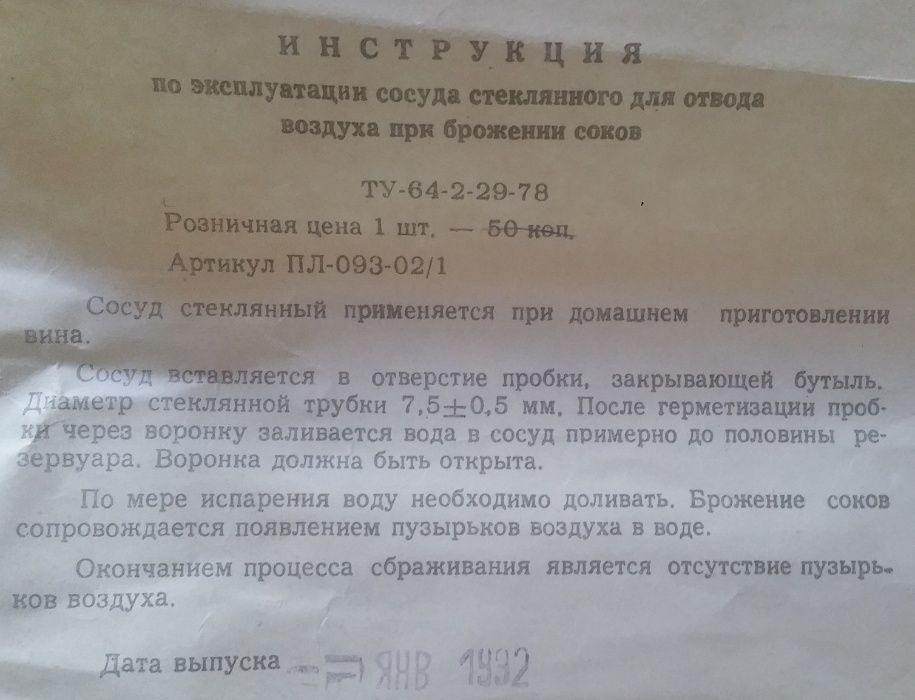 ИНСТРУКЦИЯ
по эксплуатации сосуда стеклянного для отвода
воздуха при брожении соков
ТУ-64-2-29-78
Розничная цена 1 шт. — 50 коп.
Артикул ПЛ-093-02/1
Сосуд стеклянный применяется при домашнем приготовлении
вина.
Сосуд вставляется в отверстие пробки, закрывающей бутыль.
Диаметр стеклянной трубки 7,5±0,5 мм. После герметизации проб-
ки через воронку заливается вода в сосуд примерно до половины ре-
зервуара. Воронка должна быть открыта.
По мере испарения воду необходимо доливать. Брожение соков
сопровождается появлением пузырьков воздуха в воде.
Окончанием процесса сбраживания является отсутствие пузырь-
ков воздуха.
Дата выпуска ЯНВ 1992